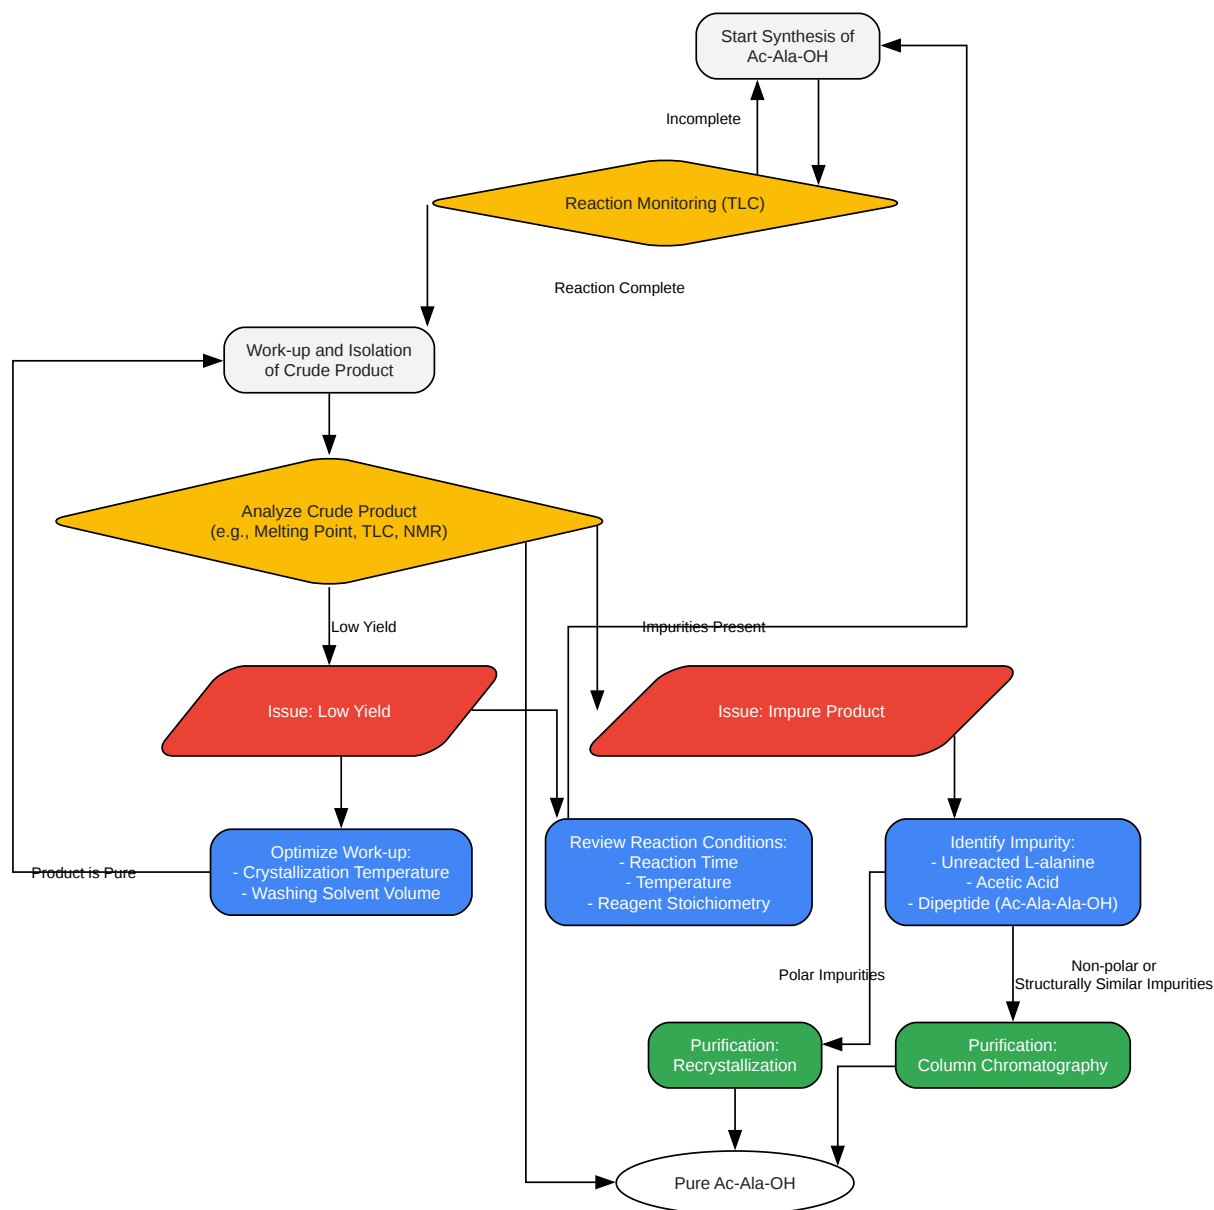 Start Synthesis of
Ac-Ala-OH
Incomplete
Reaction Monitoring (TLC)
Reaction Complete
Work-up and Isolation
of Crude Product
Analyze Crude Product
(e.g., Melting Point, TLC, NMR)
Low Yield
Impurities Present
Issue: Low Yield
Issue: Impure Product
Product is Pure
Optimize Work-up:
- Crystallization Temperature
- Washing Solvent Volume
Review Reaction Conditions:
- Reaction Time
- Temperature
- Reagent Stoichiometry
Identify Impurity:
- Unreacted L-alanine
- Acetic Acid
- Dipeptide (Ac-Ala-Ala-OH)
Polar Impurities
Non-polar or
Structurally Similar Impurities
Purification:
Recrystallization
Purification:
Column Chromatography
Pure Ac-Ala-OH